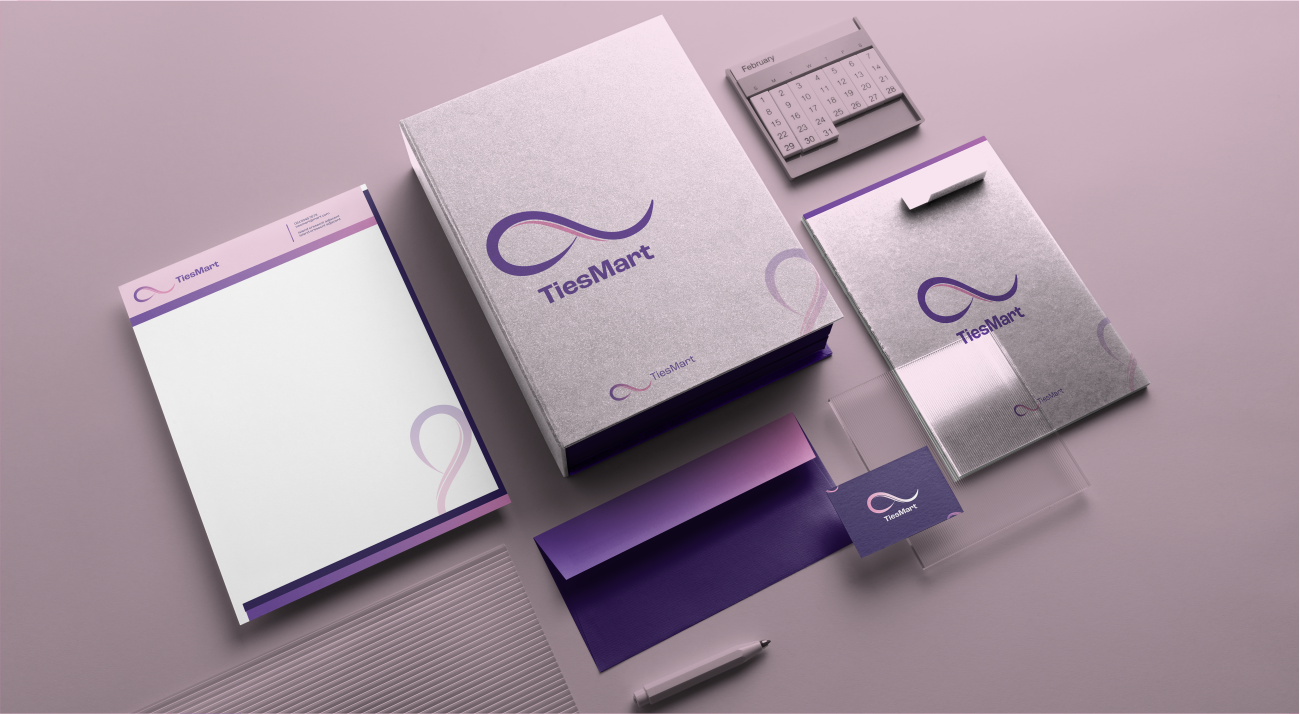 TiesMart
TiesMart
TiesMart
February
S M T W T F S
1 2 3 4 5 6 7
8 9 10 11 12 13 14
15 16 17 18 19 20 21
22 23 24 25 26 27 28
29 30 31
TiesMart
TiesMart
TiesMart